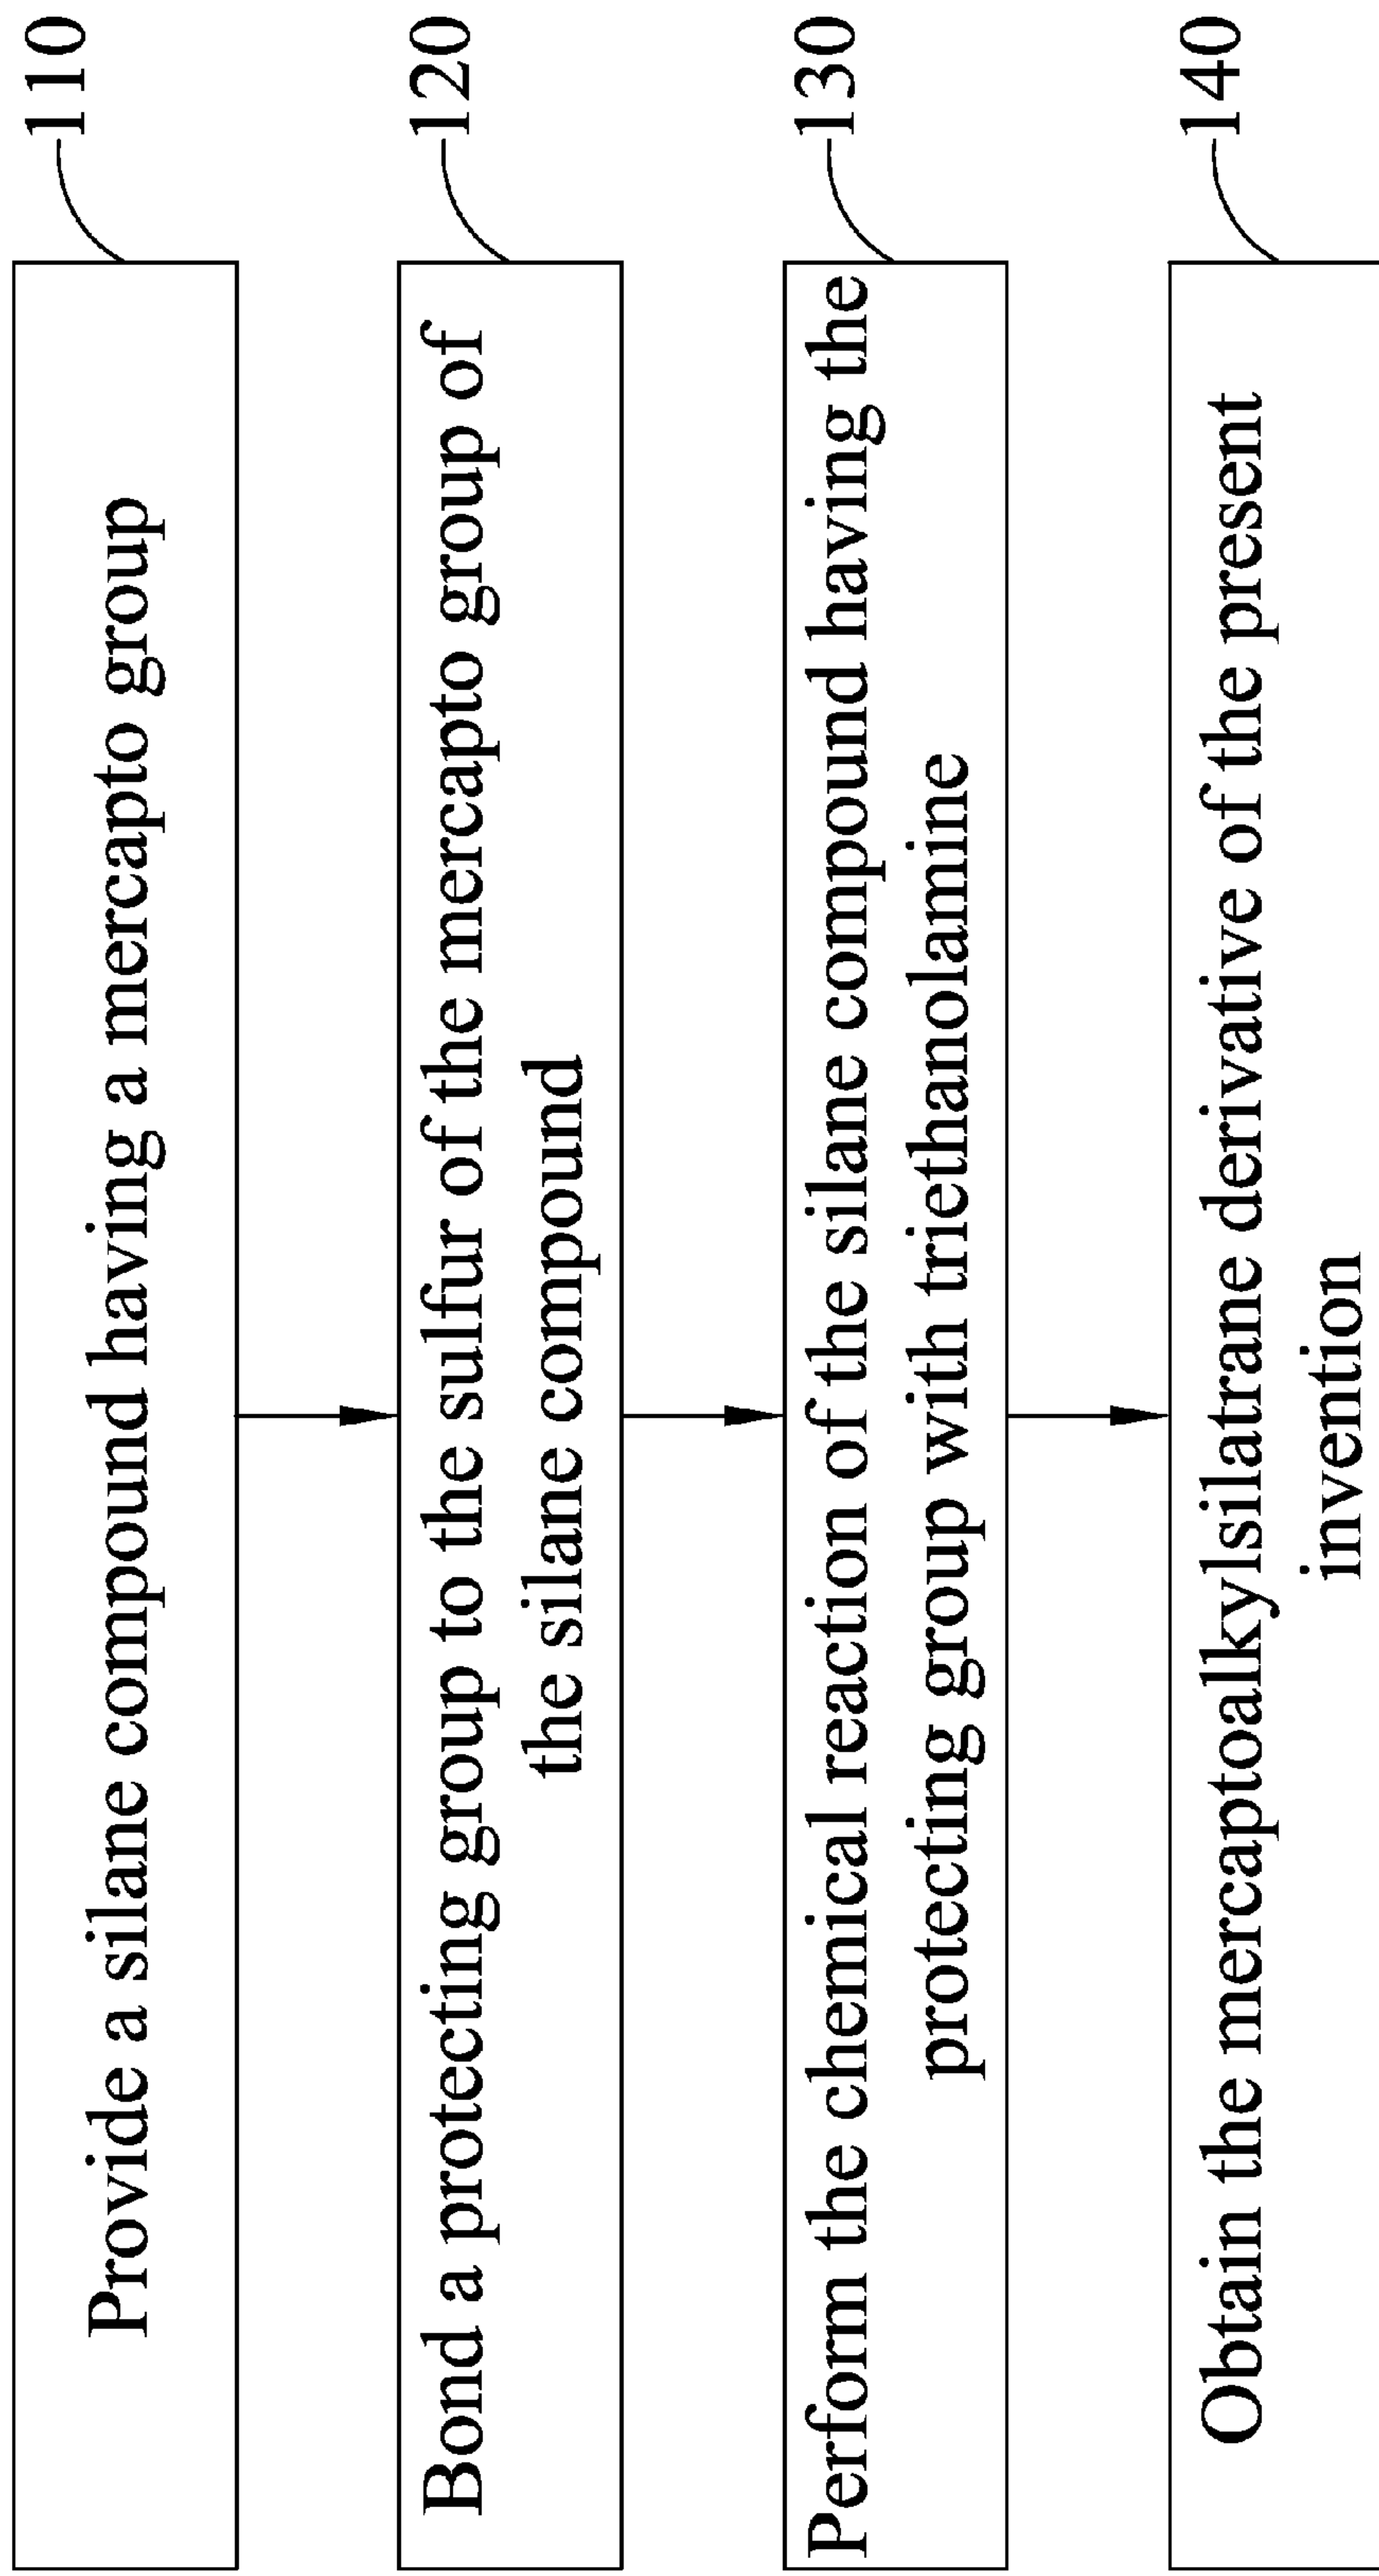 Provide a silane compound having a mercapto group
110
Bond a protecting group to the sulfur of the mercapto group of
the silane compound
120
Perform the chemical reaction of the silane compound having the
protecting group with triethanolamine
130
Obtain the mercaptoalkylsilatrane derivative of the present
invention
140